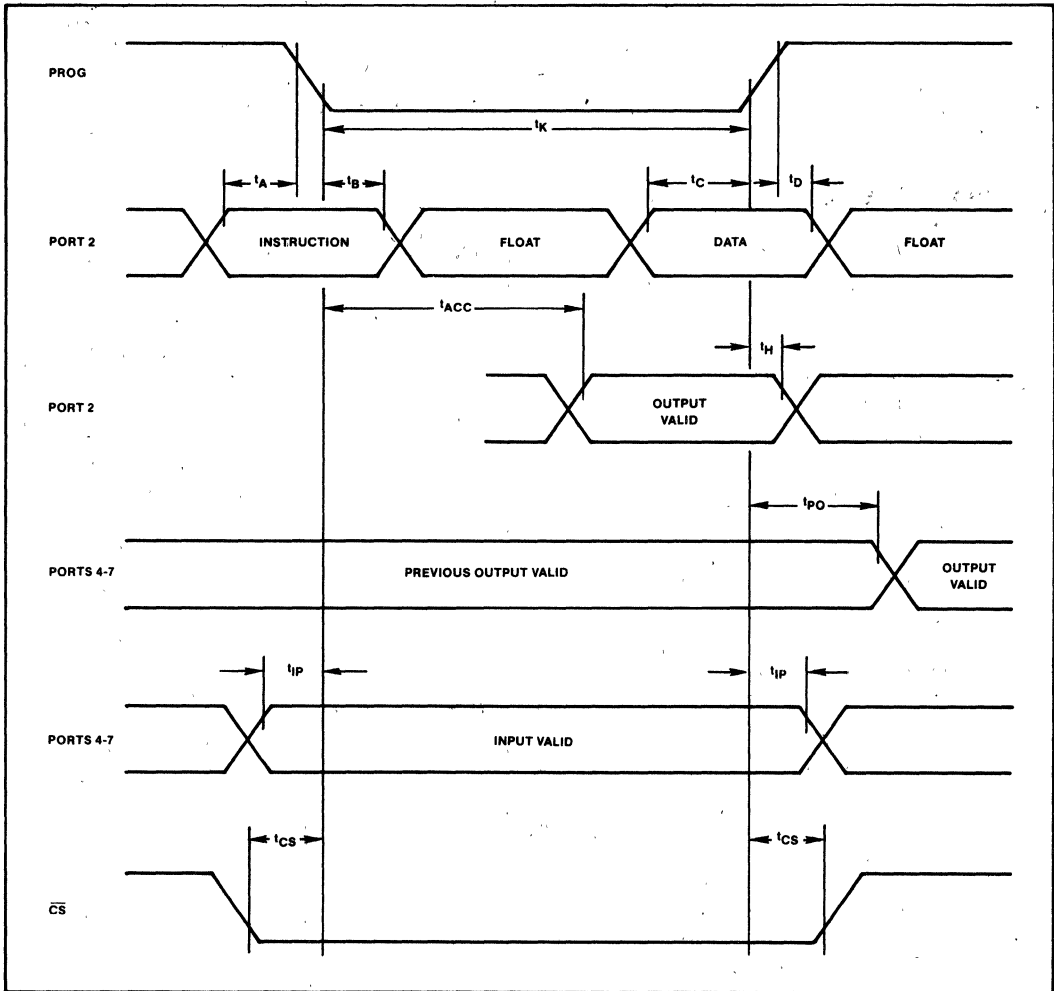 PROG
tK
tA
tB
tC
tD
PORT 2
INSTRUCTION
FLOAT
DATA
FLOAT
tACC
tH
PORT 2
OUTPUT
VALID
tPO
PORTS 4-7
PREVIOUS OUTPUT VALID
OUTPUT
VALID
tIP
tIP
PORTS 4-7
INPUT VALID
tCS
tCS
C̅S̅